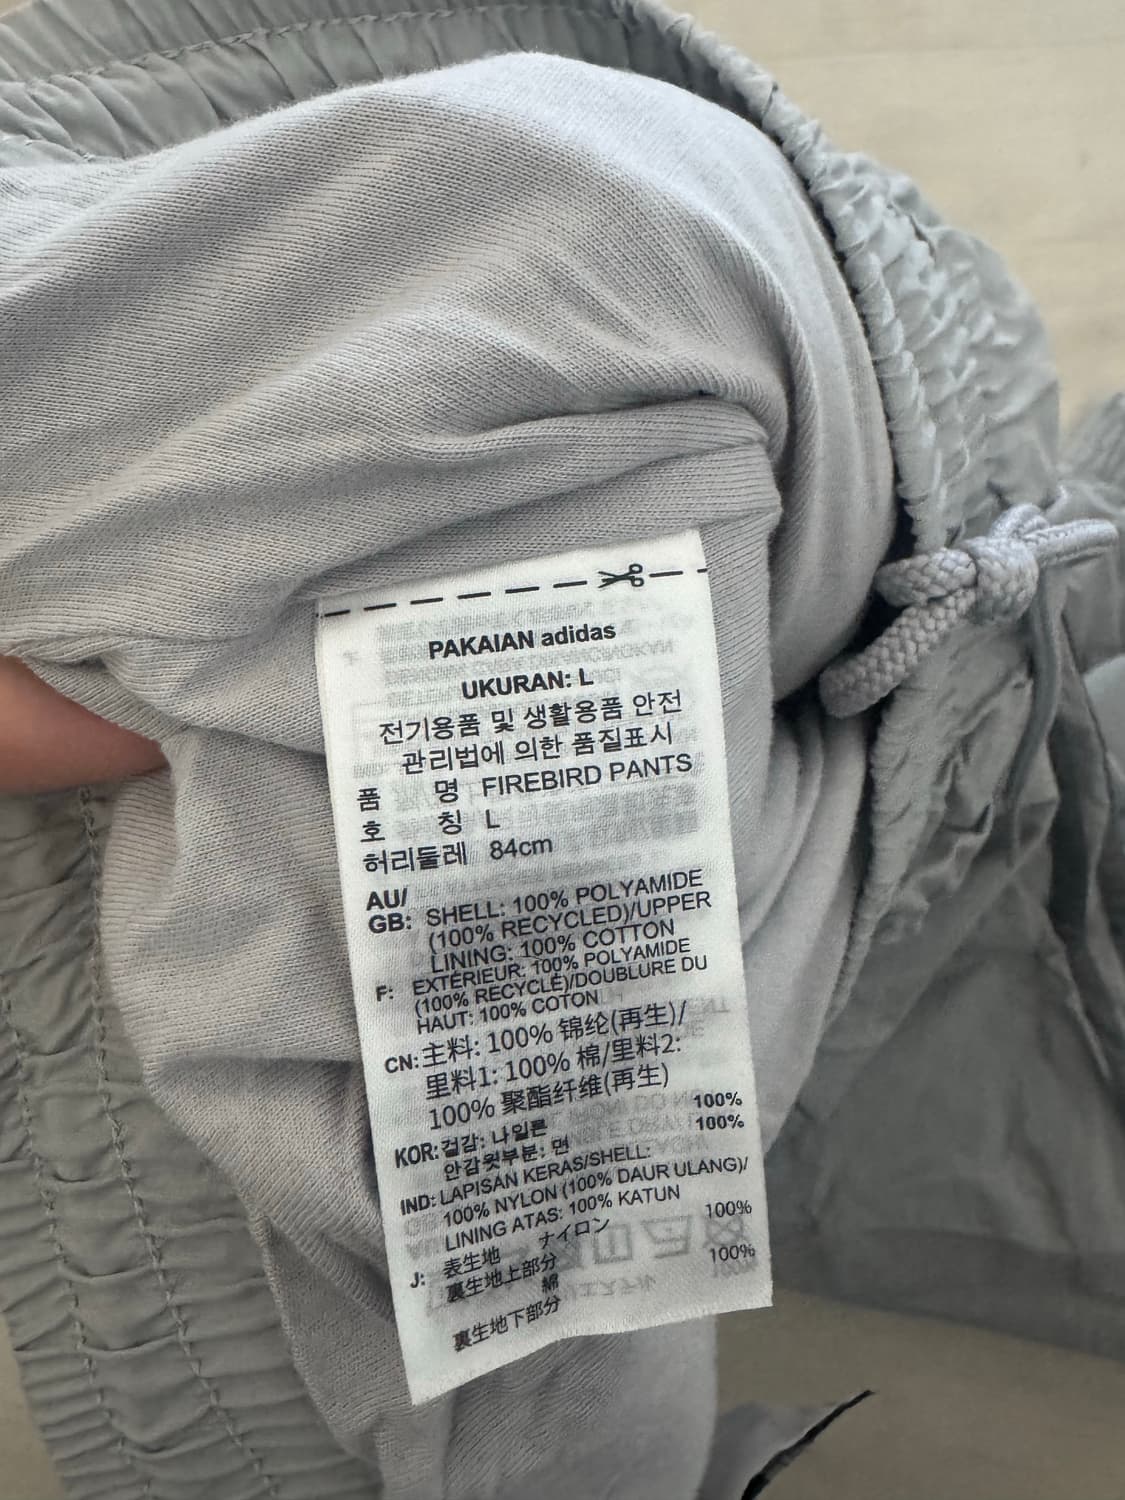 PAKAIAN adidas
UKURAN: L
전기용품 및 생활용품 안전
관리법에 의한 품질표시
품 명 FIREBIRD PANTS
호 칭 L
허리둘레 84cm
AU/
GB: SHELL: 100% POLYAMIDE
(100% RECYCLED)/UPPER
LINING: 100% COTTON
F: EXTÉRIEUR: 100% POLYAMIDE
(100% RECYCLÉ)/DOUBLURE DU
HAUT: 100% COTON
CN: 主料: 100% 锦纶(再生)/
里料1: 100% 棉/里料2:
100% 聚酯纤维(再生)
KOR: 겉감: 나일론 100%
안감윗부분: 면 100%
IND: LAPISAN KERAS/SHELL:
100% NYLON (100% DAUR ULANG)/
LINING ATAS: 100% KATUN
J: 表生地 ナイロン 100%
裏生地上部分
綿 100%
裏生地下部分